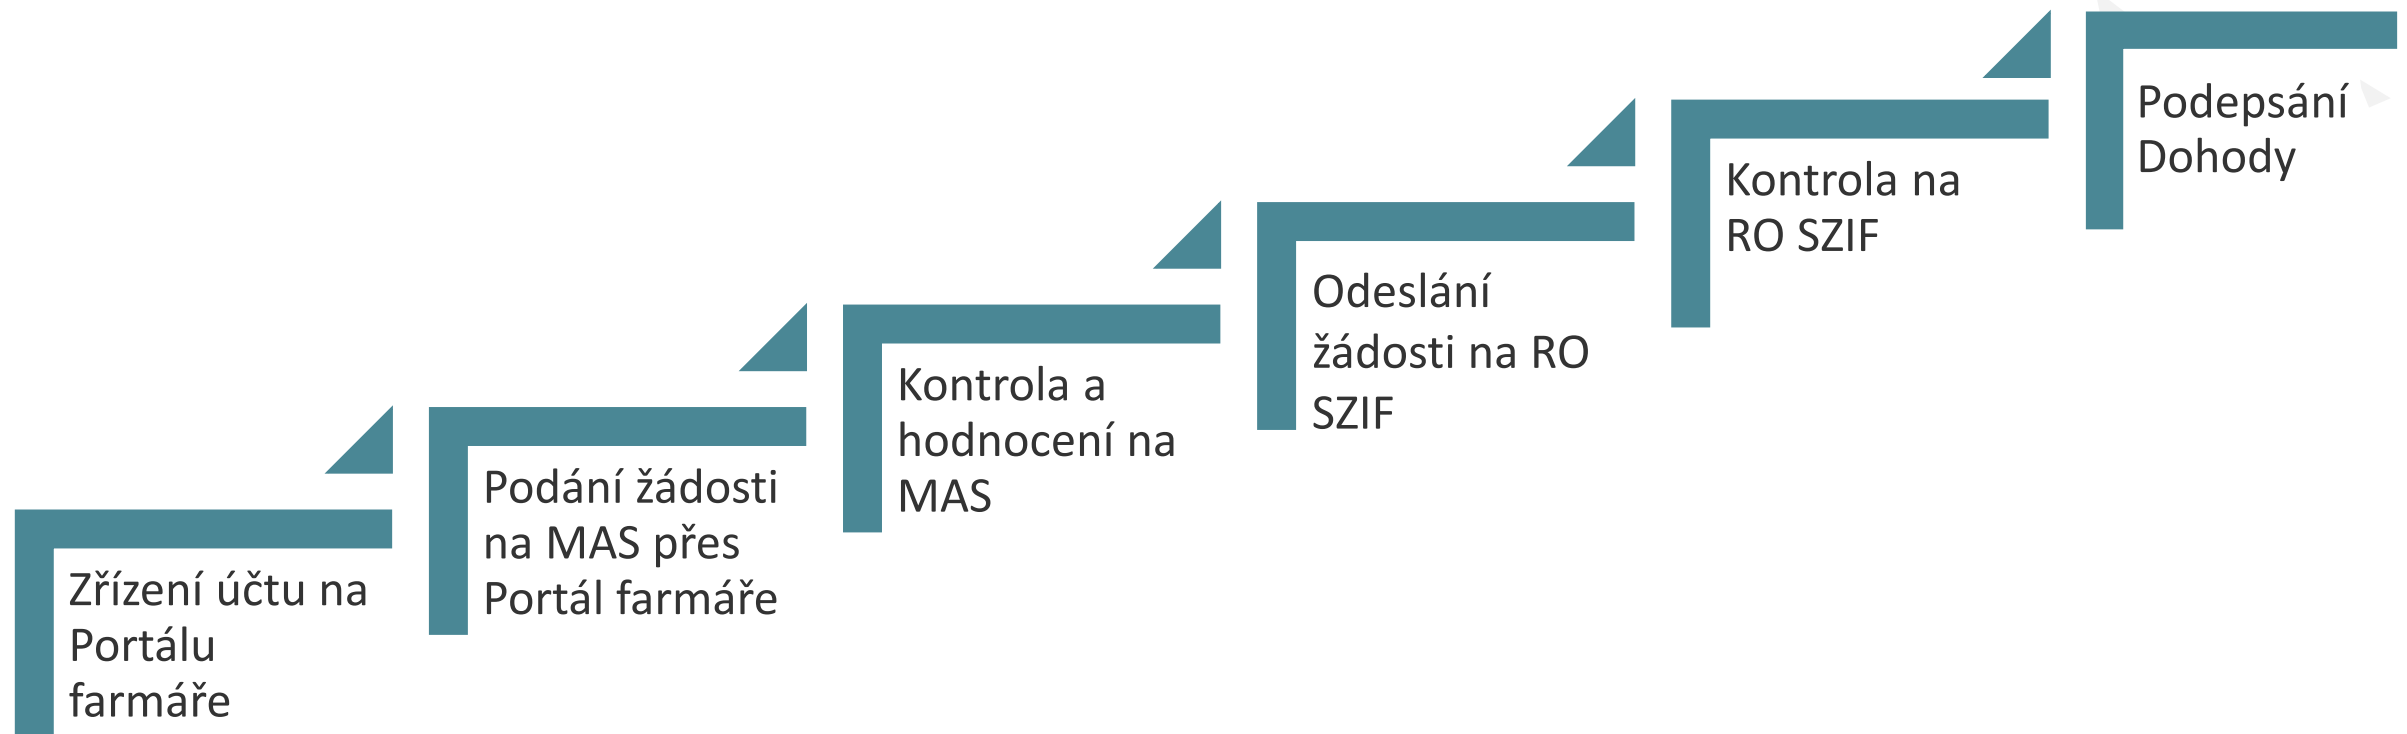 Zřízení účtu na
Portálu
farmáře
Podání žádosti
na MAS přes
Portál farmáře
Kontrola a
hodnocení na
MAS
Odeslání
žádosti na RO
SZIF
Kontrola na
RO SZIF
Podepsání
Dohody